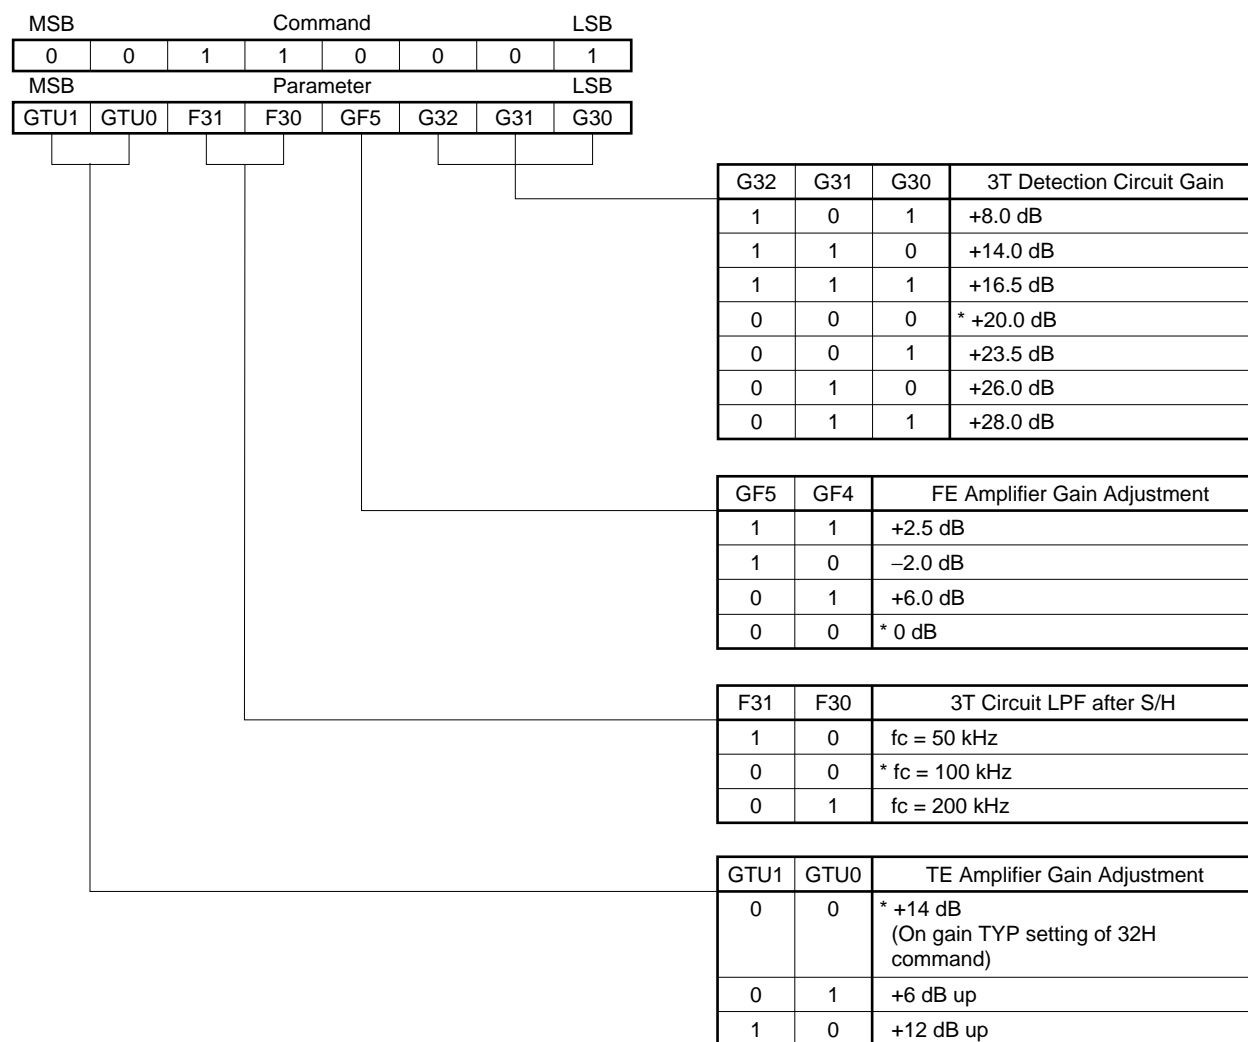 MSB Command LSB
0 0 1 1 0 0 0 1
MSB Parameter LSB
GTU1 GTU0 F31 F30 GF5 G32 G31 G30
G32 G31 G30 3T Detection Circuit Gain
1 0 1 +8.0 dB
1 1 0 +14.0 dB
1 1 1 +16.5 dB
0 0 0 * +20.0 dB
0 0 1 +23.5 dB
0 1 0 +26.0 dB
0 1 1 +28.0 dB
GF5 GF4 FE Amplifier Gain Adjustment
1 1 +2.5 dB
1 0 −2.0 dB
0 1 +6.0 dB
0 0 * 0 dB
F31 F30 3T Circuit LPF after S/H
1 0 fc = 50 kHz
0 0 * fc = 100 kHz
0 1 fc = 200 kHz
GTU1 GTU0 TE Amplifier Gain Adjustment
0 0 * +14 dB
(On gain TYP setting of 32H
command)
0 1 +6 dB up
1 0 +12 dB up